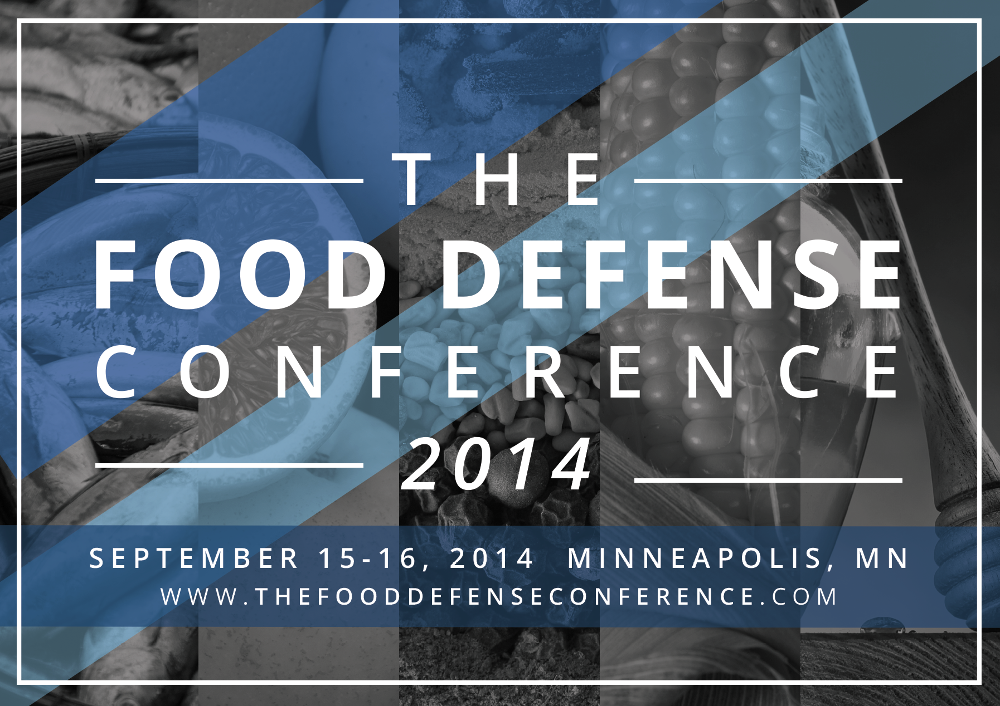 THE
FOOD DEFENSE
CONFERENCE
2014
SEPTEMBER 15-16, 2014 MINNEAPOLIS, MN
WWW.THEFOODDEFENSECONFERENCE.COM